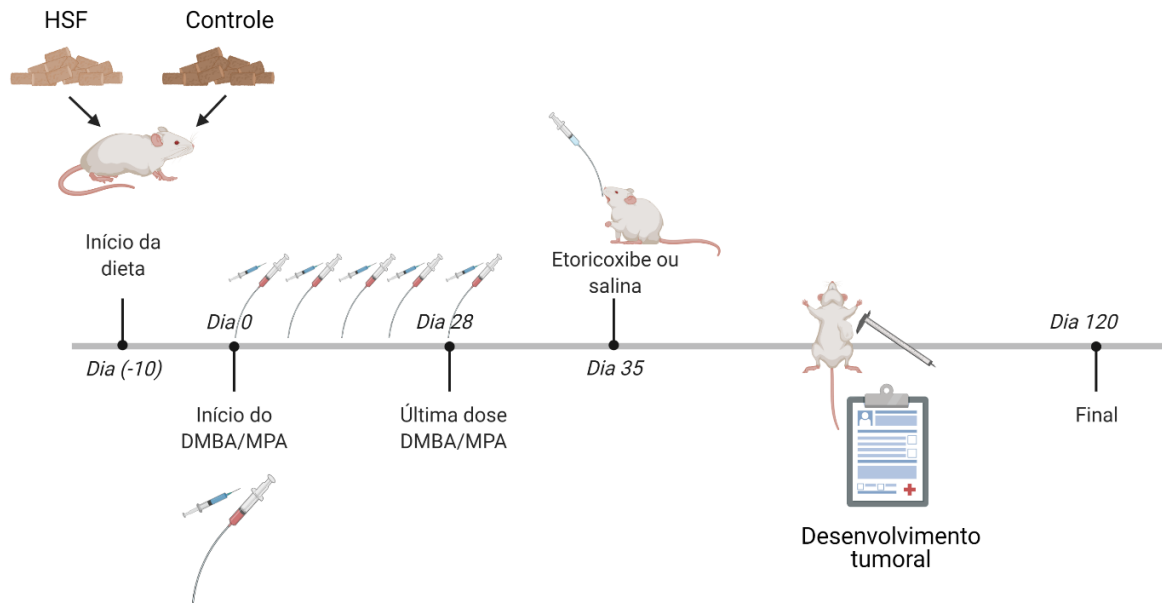 HSF
Controle
Início da
dieta
Dia (-10)
Dia 0
Início do
DMBA/MPA
Dia 28
Última dose
DMBA/MPA
Etoricoxibe ou
salina
Dia 35
Desenvolvimento
tumoral
Dia 120
Final